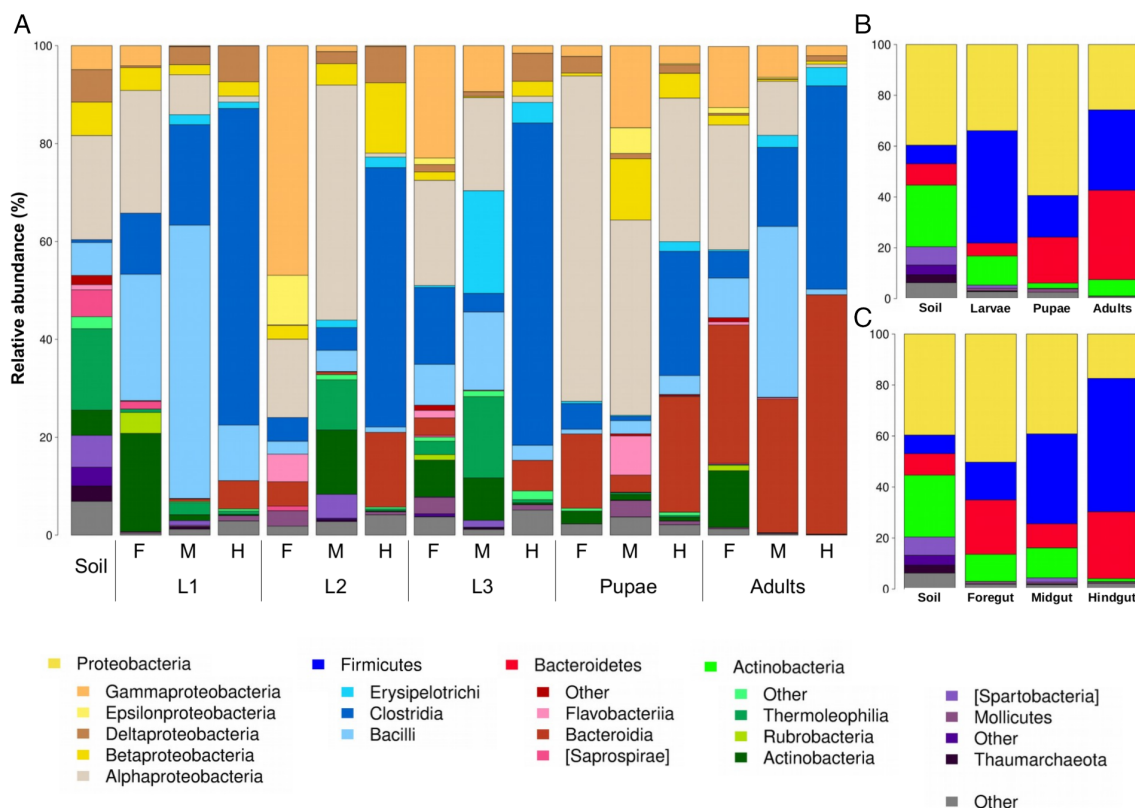 A
Relative abundance (%)
100
80
60
40
20
0
Soil
F M H F M H F M H F M H F M H
L1 L2 L3 Pupae Adults
B
100
80
60
40
20
0
Soil Larvae Pupae Adults
C
100
80
60
40
20
0
Soil Foregut Midgut Hindgut
Proteobacteria
Gammaproteobacteria
Epsilonproteobacteria
Deltaproteobacteria
Betaproteobacteria
Alphaproteobacteria
Firmicutes
Erysipelotrichi
Clostridia
Bacilli
Bacteroidetes
Other
Flavobacteriia
Bacteroidia
[Saprospirae]
Actinobacteria
Other
Thermoleophilia
Rubrobacteria
Actinobacteria
[Spartobacteria]
Mollicutes
Other
Thaumarchaeota
Other